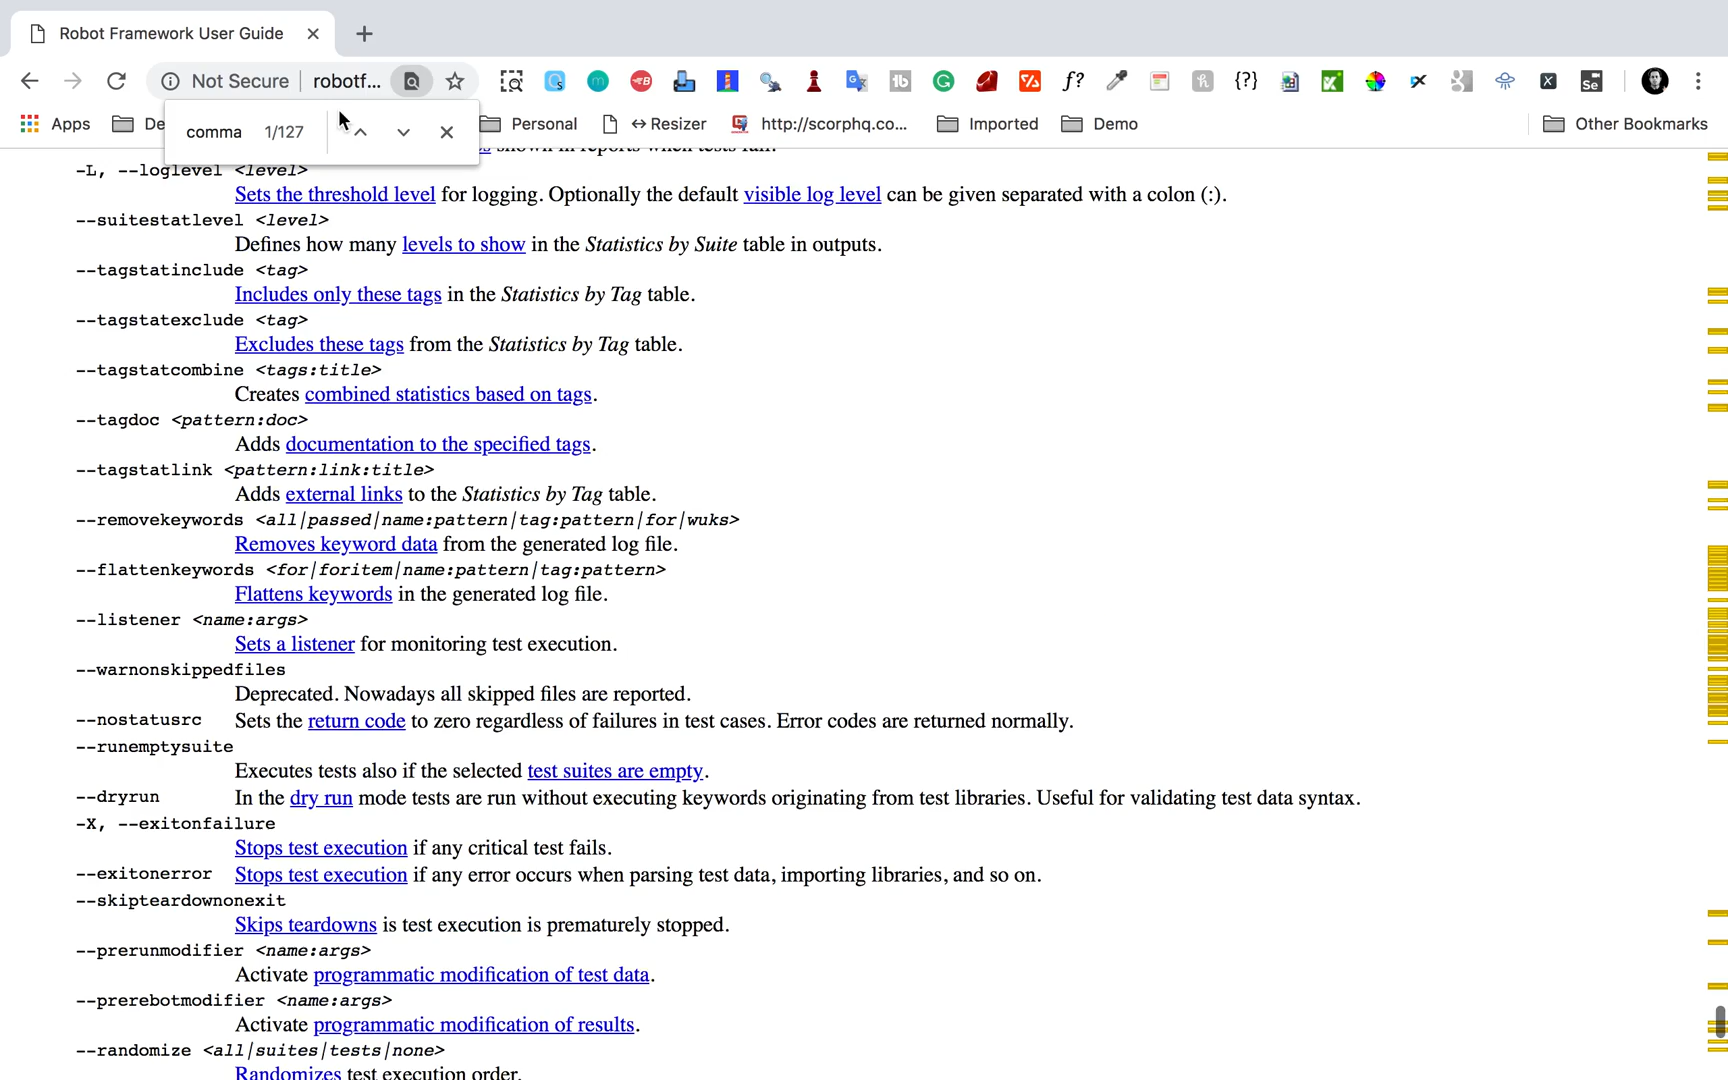 Robot Framework User Guide
Not Secure | robotf...
Apps De Personal ↔Resizer http://scorphq.co... Imported Demo Other Bookmarks
comma 1/127
-L, --loglevel <level>
Sets the threshold level for logging. Optionally the default visible log level can be given separated with a colon (:).
--suitestatlevel <level>
Defines how many levels to show in the Statistics by Suite table in outputs.
--tagstatinclude <tag>
Includes only these tags in the Statistics by Tag table.
--tagstatexclude <tag>
Excludes these tags from the Statistics by Tag table.
--tagstatcombine <tags:title>
Creates combined statistics based on tags.
--tagdoc <pattern:doc>
Adds documentation to the specified tags.
--tagstatlink <pattern:link:title>
Adds external links to the Statistics by Tag table.
--removekeywords <all|passed|name:pattern|tag:pattern|for|wuks>
Removes keyword data from the generated log file.
--flattenkeywords <for|foritem|name:pattern|tag:pattern>
Flattens keywords in the generated log file.
--listener <name:args>
Sets a listener for monitoring test execution.
--warnonskippedfiles
Deprecated. Nowadays all skipped files are reported.
--nostatusrc Sets the return code to zero regardless of failures in test cases. Error codes are returned normally.
--runemptysuite
Executes tests also if the selected test suites are empty.
--dryrun In the dry run mode tests are run without executing keywords originating from test libraries. Useful for validating test data syntax.
-X, --exitonfailure
Stops test execution if any critical test fails.
--exitonerror Stops test execution if any error occurs when parsing test data, importing libraries, and so on.
--skipteardownonexit
Skips teardowns is test execution is prematurely stopped.
--prerunmodifier <name:args>
Activate programmatic modification of test data.
--prerebotmodifier <name:args>
Activate programmatic modification of results.
--randomize <all|suites|tests|none>
Randomizes test execution order.